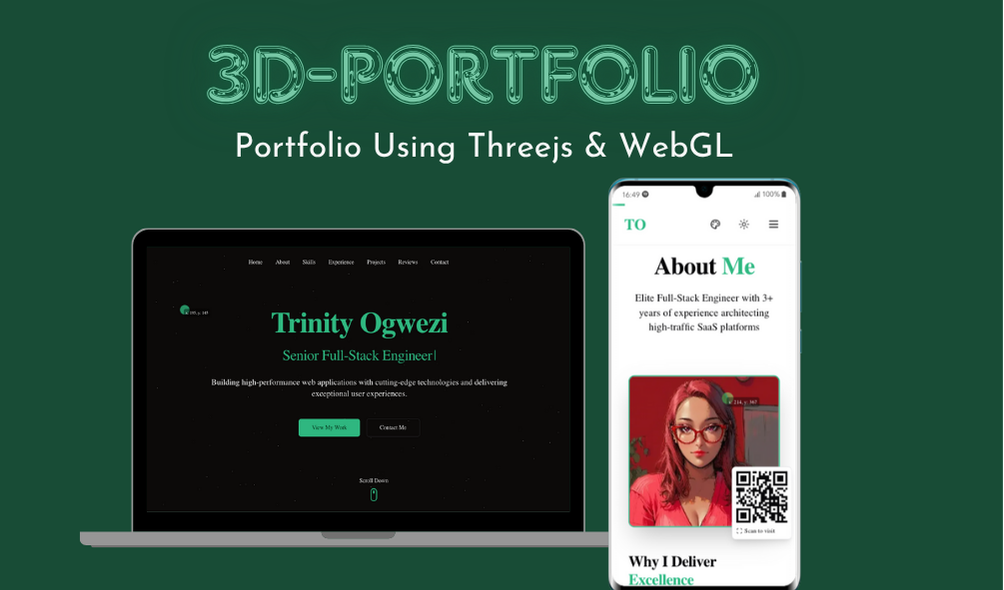 3D-PORTFOLIO
Portfolio Using Threejs & WebGL
Home About Skills Experience Projects Reviews Contact
Trinity Ogwezi
Senior Full-Stack Engineer|
Building high-performance web applications with cutting-edge technologies and delivering
exceptional user experiences.
View My Work Contact Me
Scroll Down
16:49 100%
TO
About Me
Elite Full-Stack Engineer with 3+
years of experience architecting
high-traffic SaaS platforms
Scan to visit
Why I Deliver
Excellence